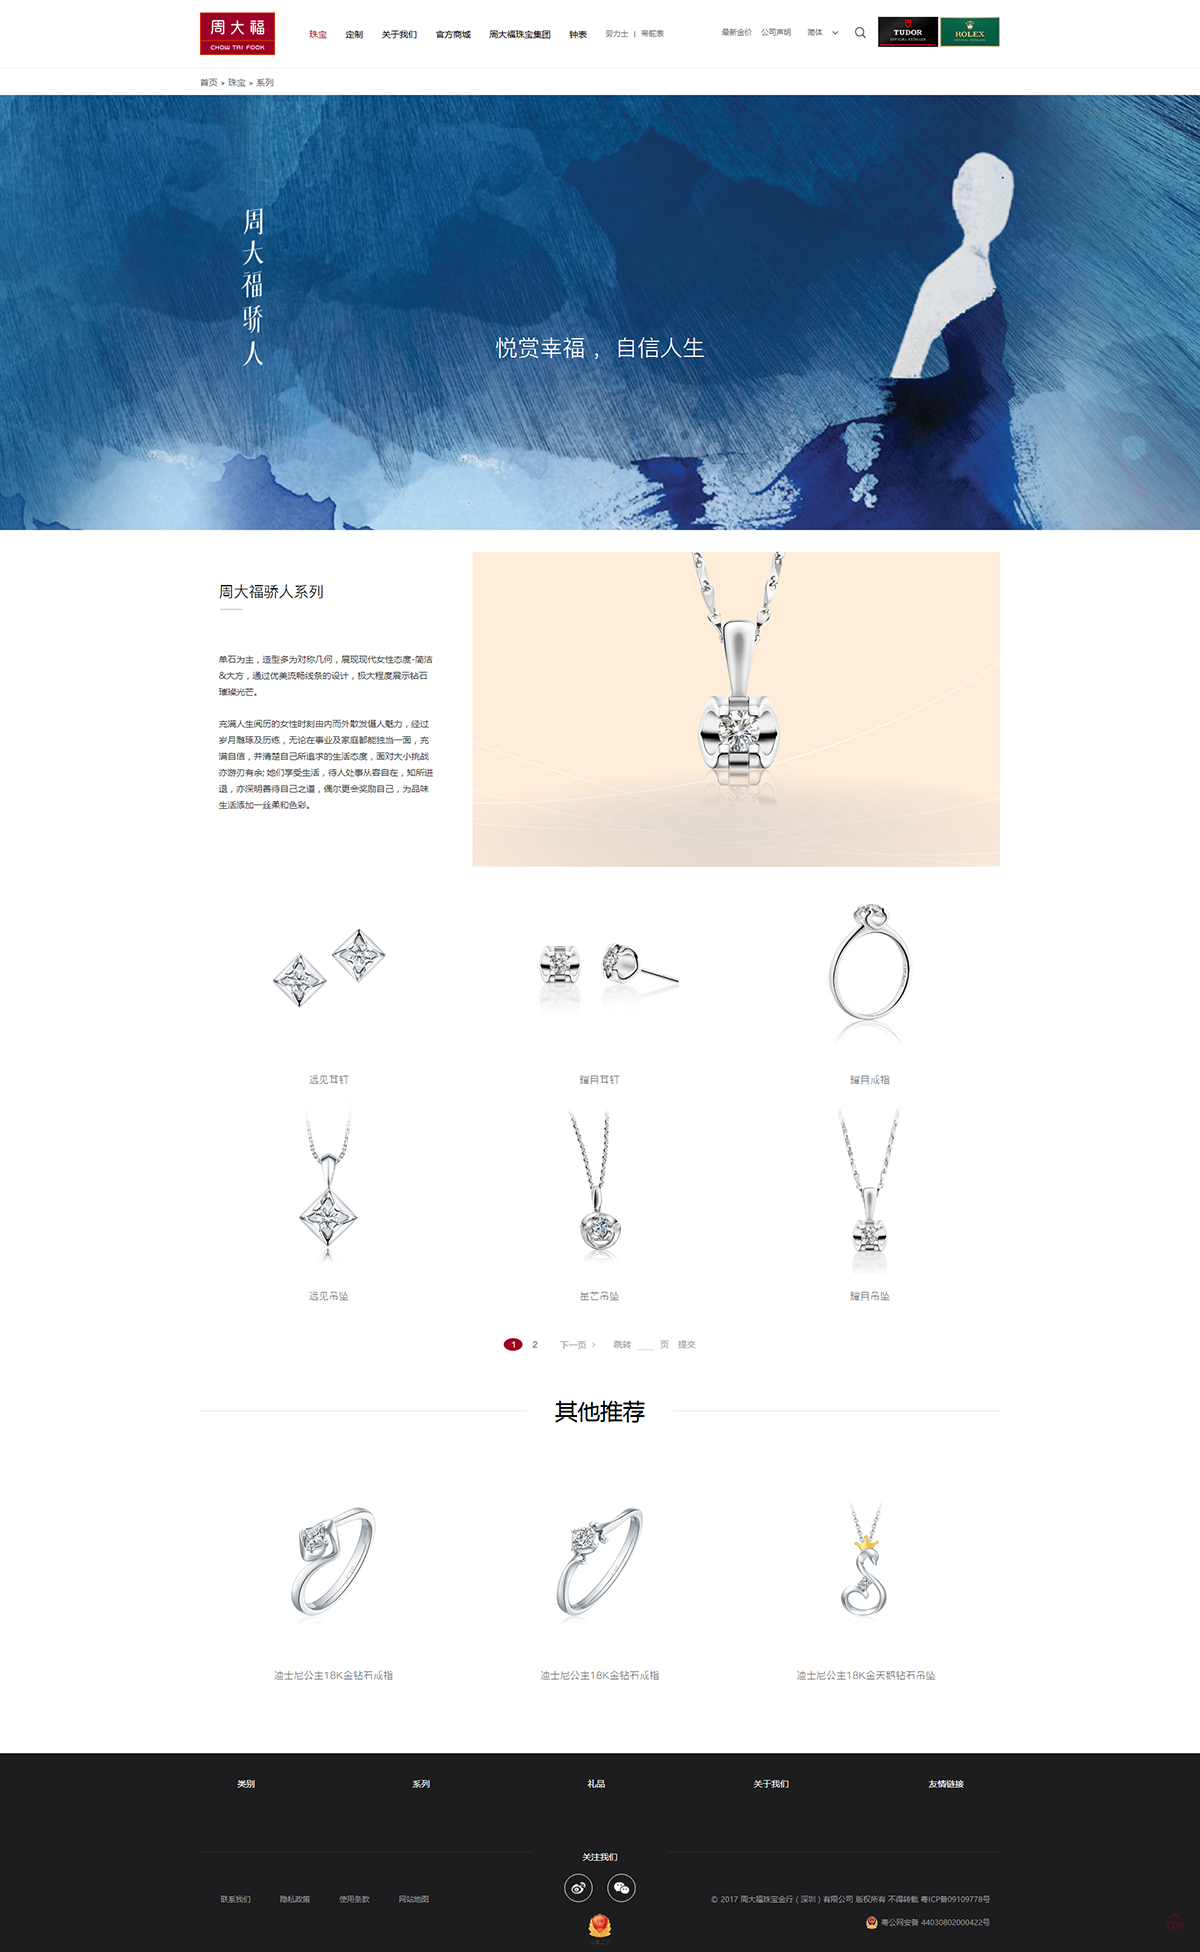 周大福
CHOW TAI FOOK
珠宝 定制 关于我们 官方商城 周大福珠宝集团 钟表 劳力士 | 帝舵表 最新金价 公司声明 简体
TUDOR
OFFICIAL RETAILER
ROLEX
OFFICIAL RETAILER
首页 > 珠宝 > 系列
周大福骄人
悦赏幸福，自信人生
周大福骄人系列
单石为主，造型多为对称几何，展现现代女性态度-简洁
&大方，通过优美流畅线条的设计，极大程度展示钻石
璀璨光芒。
充满人生阅历的女性时刻由内而外散发慑人魅力，经过
岁月雕琢及历练，无论在事业及家庭都能独当一面，充
满自信，并清楚自己所追求的生活态度，面对大小挑战
亦游刃有余; 她们享受生活，待人处事从容自在，知所进
退，亦深明善待自己之道，偶尔更会奖励自己，为品味
生活添加一丝柔和色彩。
远见耳钉 耀月耳钉 耀月戒指
远见吊坠 星芒吊坠 耀月吊坠
1 2 下一页 > 跳转 页 提交
其他推荐
迪士尼公主18K金钻石戒指 迪士尼公主18K金钻石戒指 迪士尼公主18K金天鹅钻石吊坠
类别 系列 礼品 关于我们 友情链接
关注我们
联系我们 隐私政策 使用条款 网站地图
© 2017 周大福珠宝金行（深圳）有限公司 版权所有 不得转载 粤ICP备09109778号
粤公网安备 44030802000422号
TOP